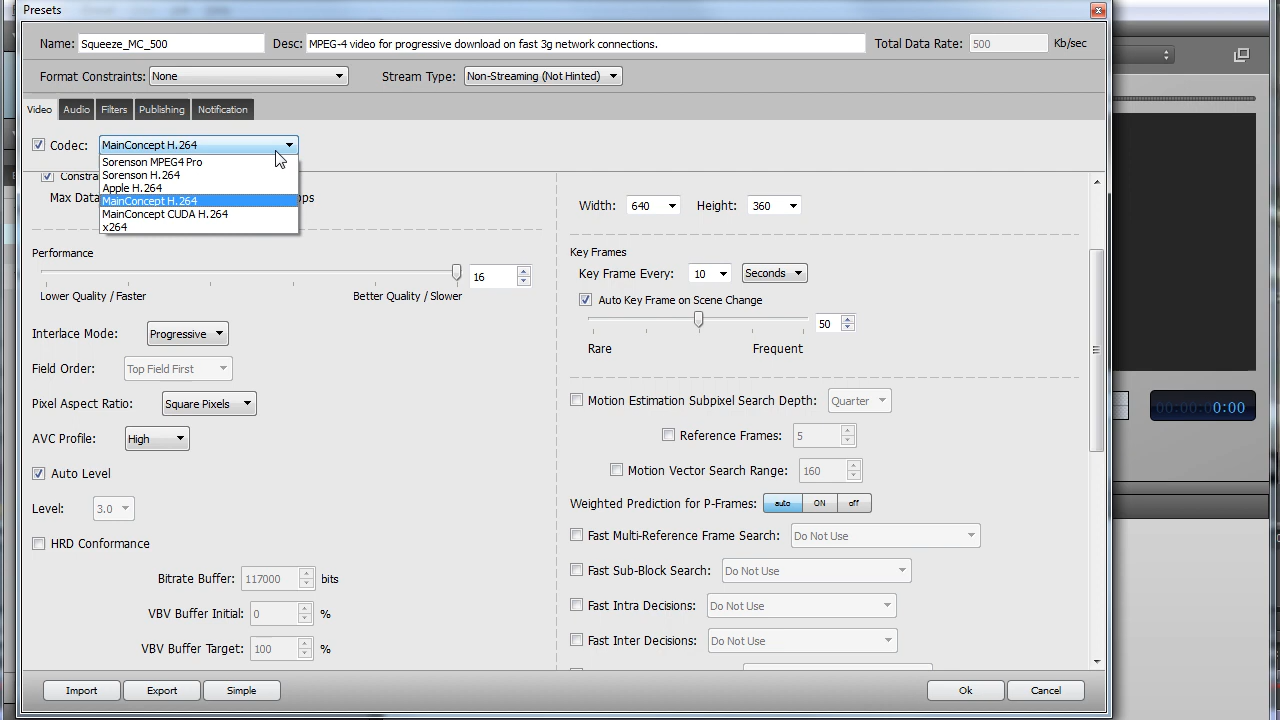 Presets
Name: Squeeze_MC_500 Desc: MPEG-4 video for progressive download on fast 3g network connections. Total Data Rate: 500 Kb/sec
Format Constraints: None Stream Type: Non-Streaming (Not Hinted)
Video Audio Filters Publishing Notification
Codec: MainConcept H.264
Sorenson MPEG4 Pro
Sorenson H.264
Apple H.264
MainConcept H.264
MainConcept CUDA H.264
x264
Max Data
Performance
16
Lower Quality / Faster Better Quality / Slower
Interlace Mode: Progressive
Field Order: Top Field First
Pixel Aspect Ratio: Square Pixels
AVC Profile: High
Auto Level
Level: 3.0
HRD Conformance
Bitrate Buffer: 117000 bits
VBV Buffer Initial: 0 %
VBV Buffer Target: 100 %
Width: 640 Height: 360
Key Frames
Key Frame Every: 10 Seconds
Auto Key Frame on Scene Change
50
Rare Frequent
Motion Estimation Subpixel Search Depth: Quarter
Reference Frames: 5
Motion Vector Search Range: 160
Weighted Prediction for P-Frames: auto ON off
Fast Multi-Reference Frame Search: Do Not Use
Fast Sub-Block Search: Do Not Use
Fast Intra Decisions: Do Not Use
Fast Inter Decisions: Do Not Use
Import Export Simple Ok Cancel
00:00:00:00